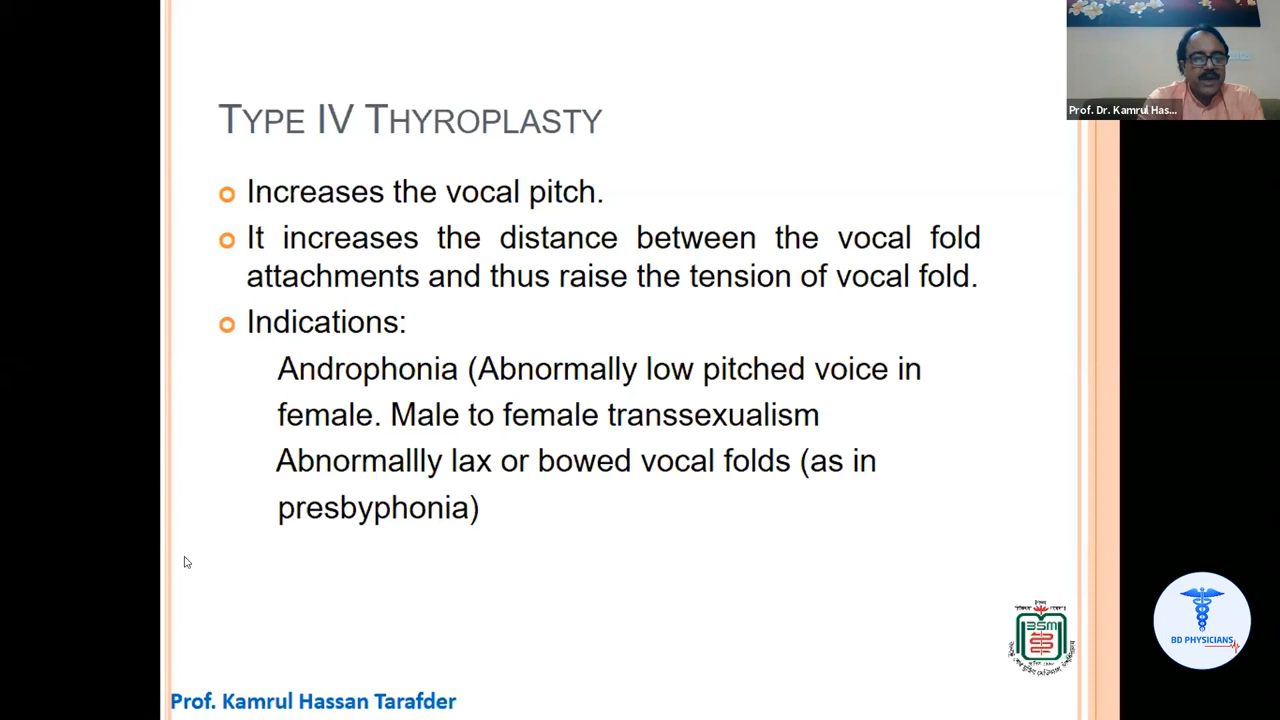 Prof. Dr. Kamrul Has...
TYPE IV THYROPLASTY
Increases the vocal pitch.
It increases the distance between the vocal fold
attachments and thus raise the tension of vocal fold.
Indications:
Androphonia (Abnormally low pitched voice in
female. Male to female transsexualism
Abnormallly lax or bowed vocal folds (as in
presbyphonia)
BSM
BD PHYSICIANS
Prof. Kamrul Hassan Tarafder